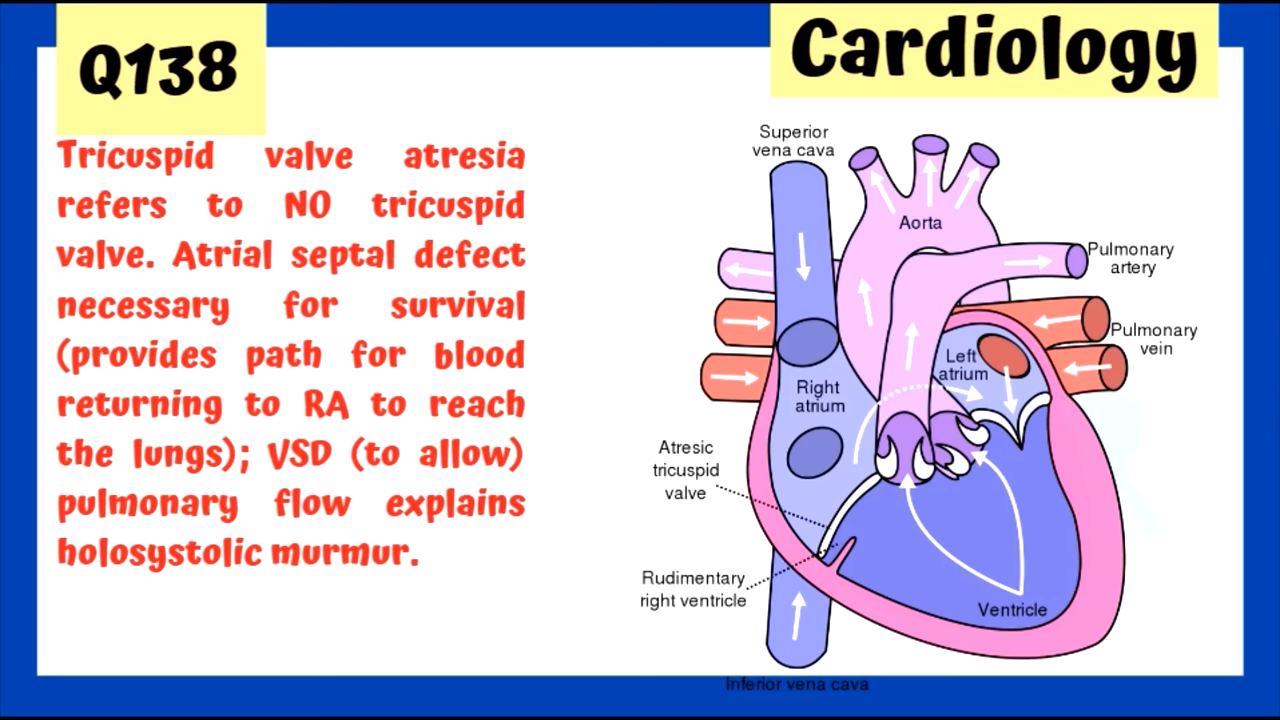 Q138
Cardiology
Tricuspid valve atresia
refers to NO tricuspid
valve. Atrial septal defect
necessary for survival
(provides path for blood
returning to RA to reach
the lungs); VSD (to allow)
pulmonary flow explains
holosystolic murmur.
Superior
vena cava
Aorta
Pulmonary
artery
Pulmonary
vein
Left
atrium
Right
atrium
Atresic
tricuspid
valve
Rudimentary
right ventricle
Ventricle
Inferior vena cava